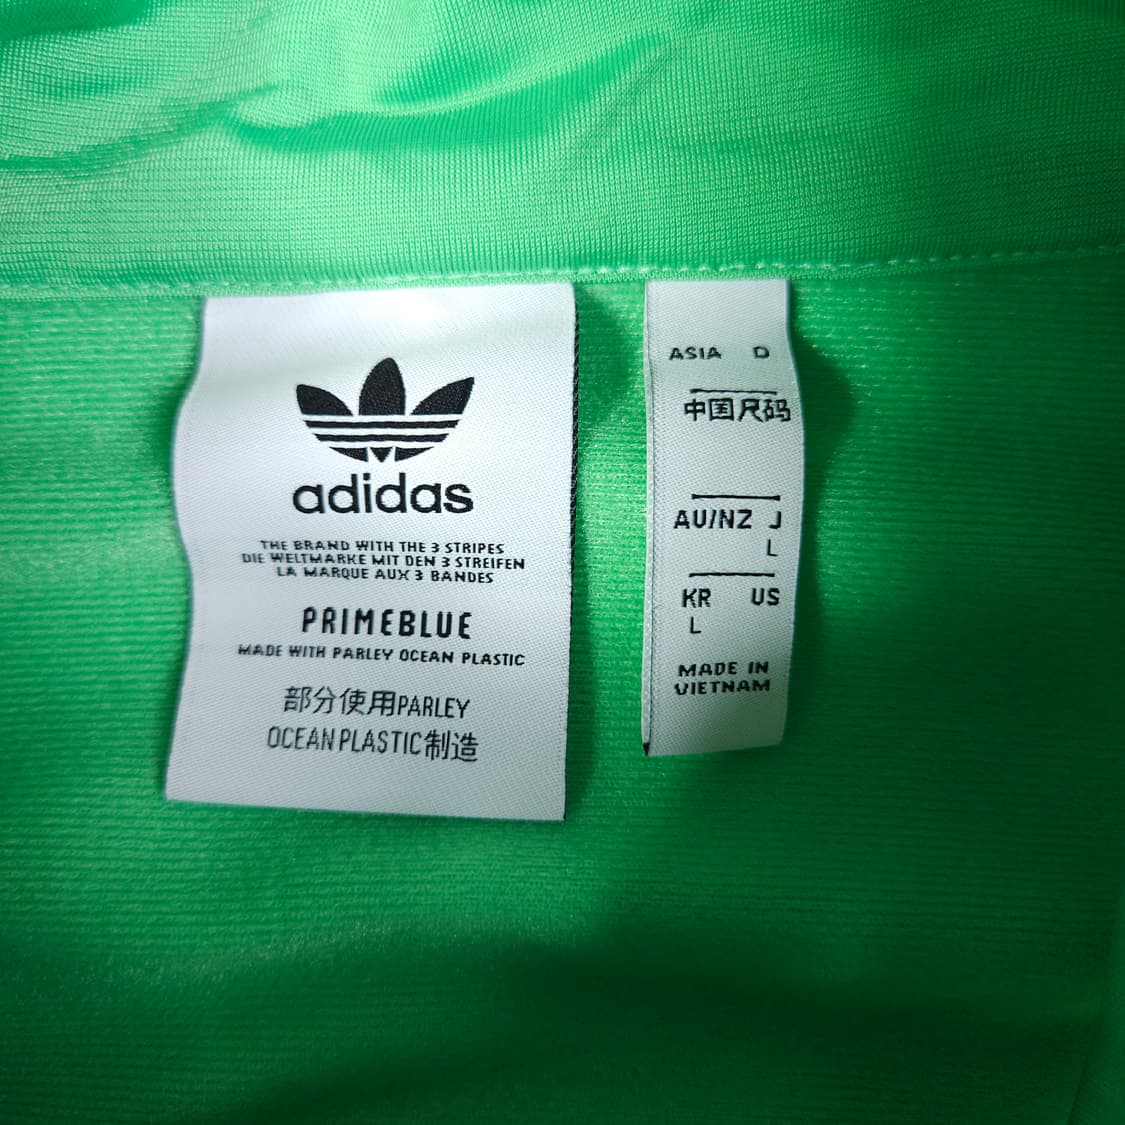 adidas
THE BRAND WITH THE 3 STRIPES
DIE WELTMARKE MIT DEN 3 STREIFEN
LA MARQUE AUX 3 BANDES
PRIMEBLUE
MADE WITH PARLEY OCEAN PLASTIC
部分使用PARLEY
OCEAN PLASTIC制造
ASIA D
中国尺码
AU/NZ J
L
KR US
L
MADE IN
VIETNAM